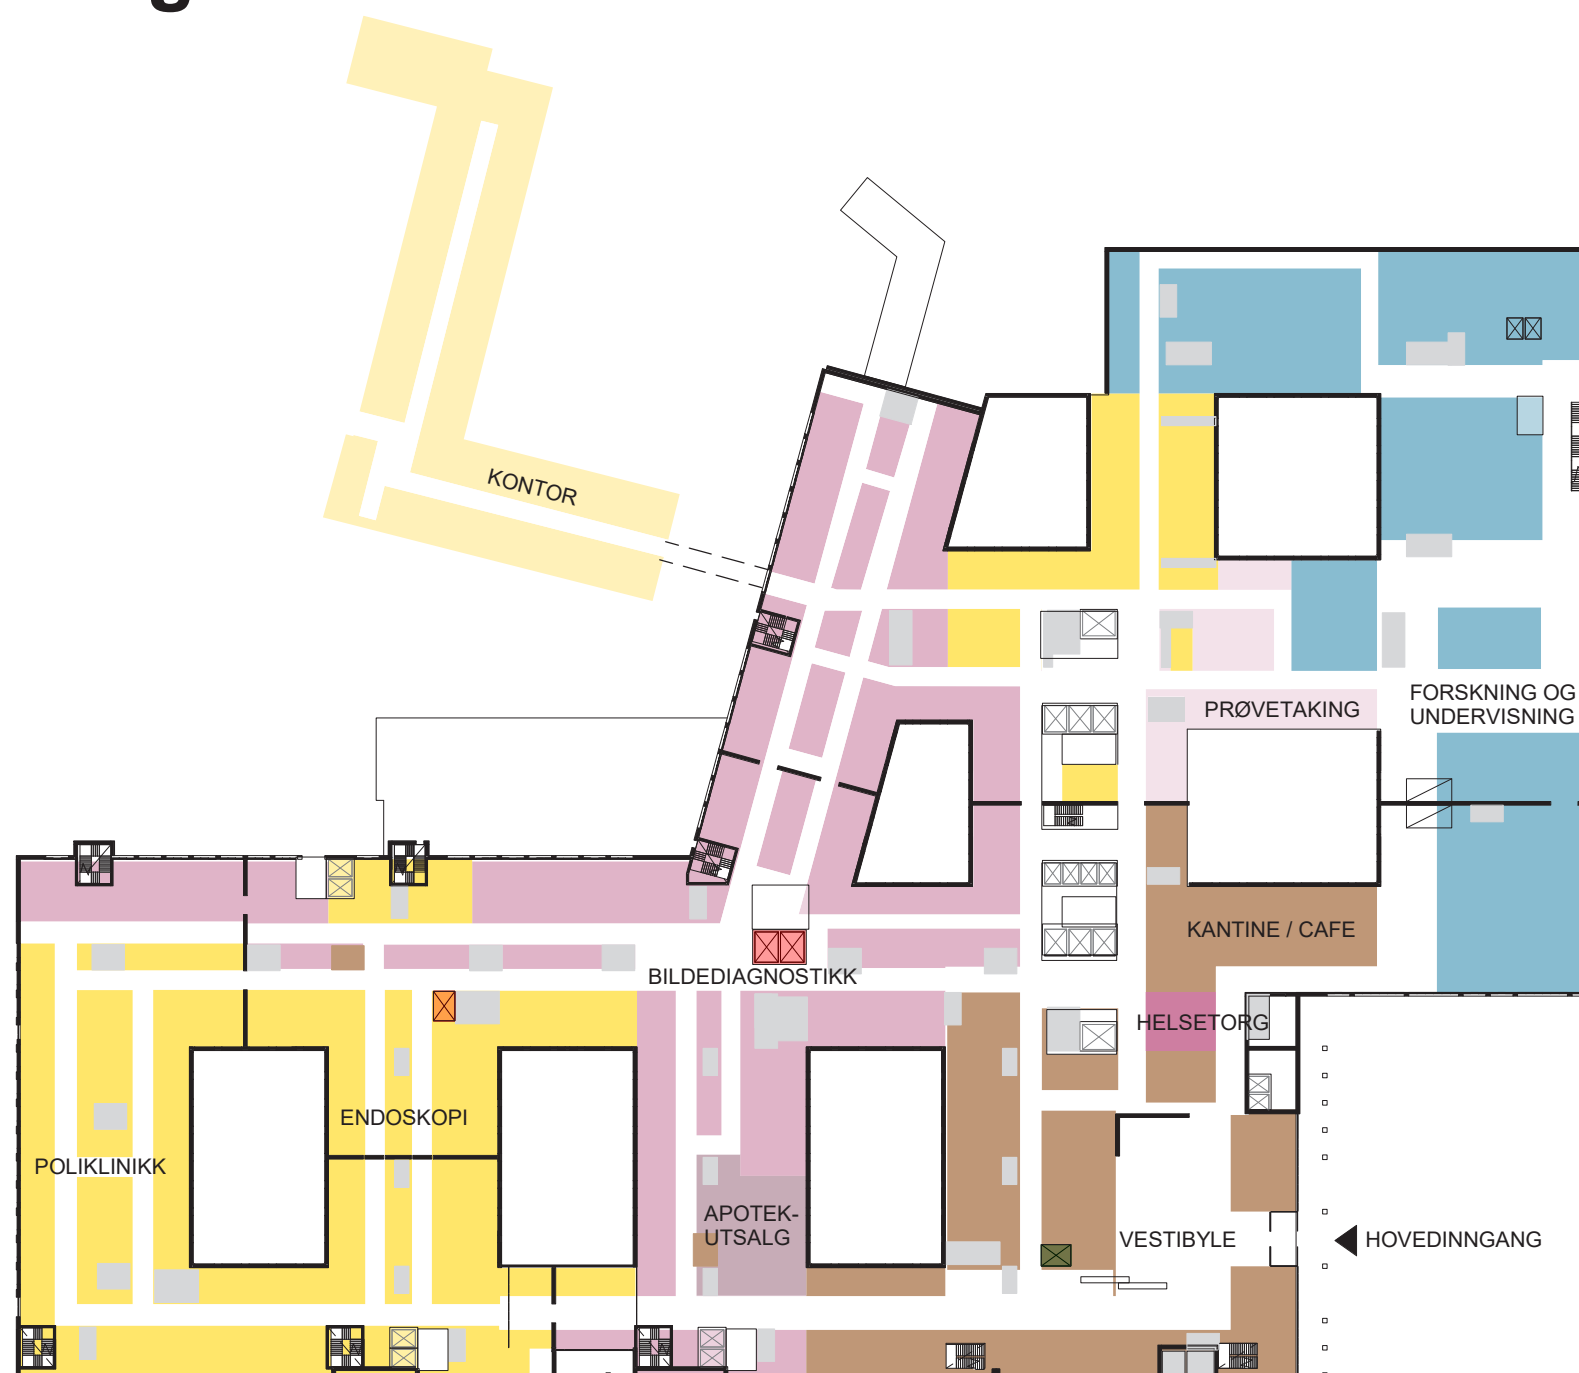 KONTOR
FORSKNING OG
UNDERVISNING
PRØVETAKING
KANTINE / CAFE
BILDEDIAGNOSTIKK
HELSETORG
ENDOSKOPI
POLIKLINIKK
APOTEK-
UTSALG
VESTIBYLE
HOVEDINNGANG